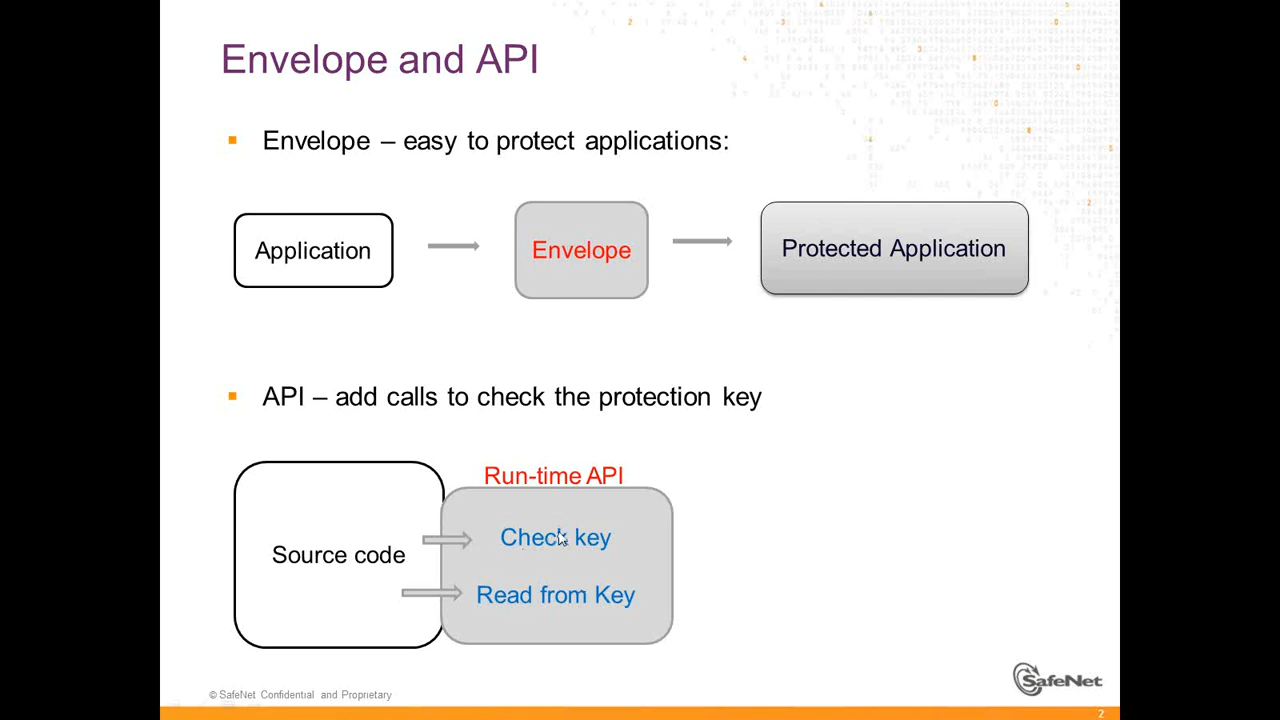 Envelope and API
Envelope – easy to protect applications:
Application
Envelope
Protected Application
API – add calls to check the protection key
Run-time API
Source code
Check key
Read from Key
© SafeNet Confidential and Proprietary
SafeNet
2